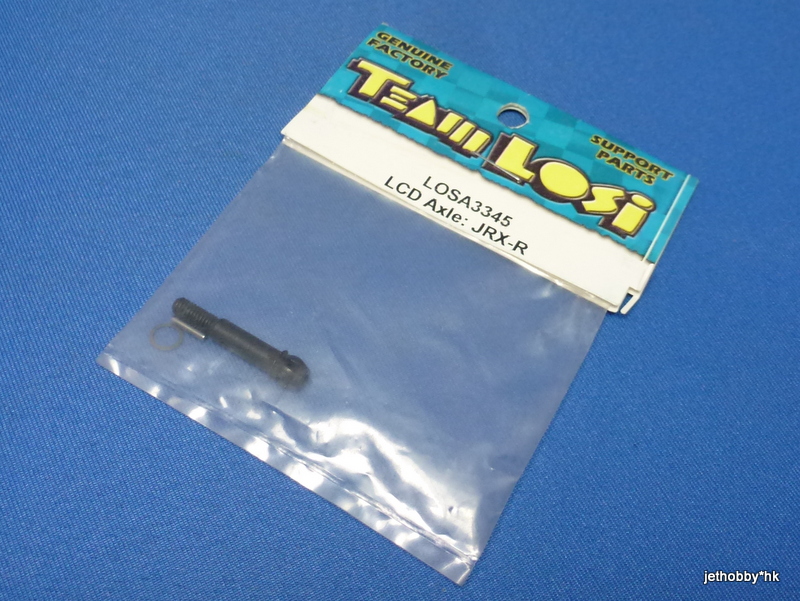 GENUINE
FACTORY
TEAM LOSI
SUPPORT
PARTS
LOSA3345
LCD Axle: JRX-R
jethobby*hk